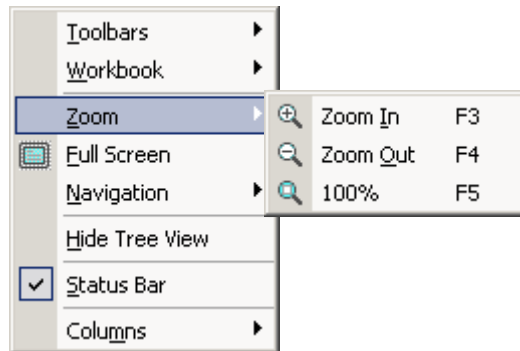 Toolbars
Workbook
Zoom
Full Screen
Navigation
Hide Tree View
Status Bar
Columns
Zoom In F3
Zoom Out F4
100% F5